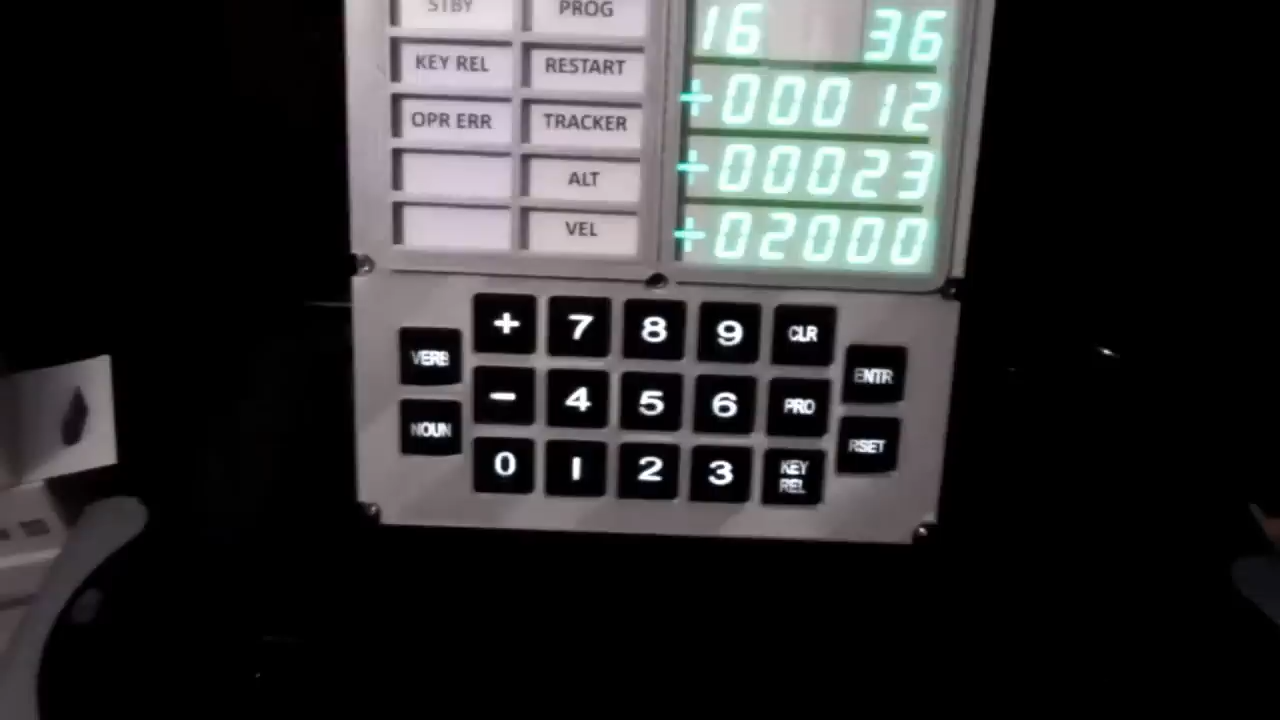 STBY PROG 16 36
KEY REL RESTART +00012
OPR ERR TRACKER +00023
ALT
VEL +02000
+ 7 8 9 CLR
VERB ENTR
- 4 5 6 PRO
NOUN RSET
0 1 2 3 KEY REL